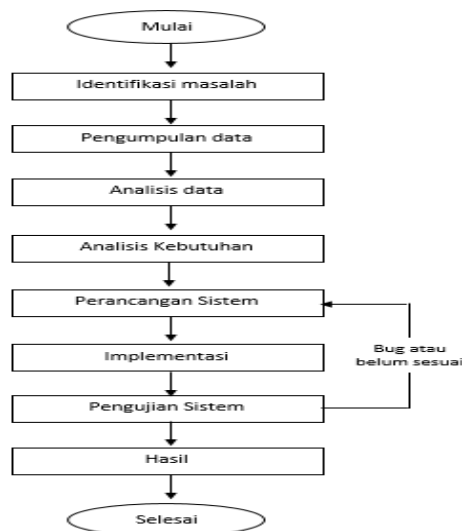 Mulai
Identifikasi masalah
Pengumpulan data
Analisis data
Analisis Kebutuhan
Perancangan Sistem
Implementasi
Bug atau
belum sesuai
Pengujian Sistem
Hasil
Selesai